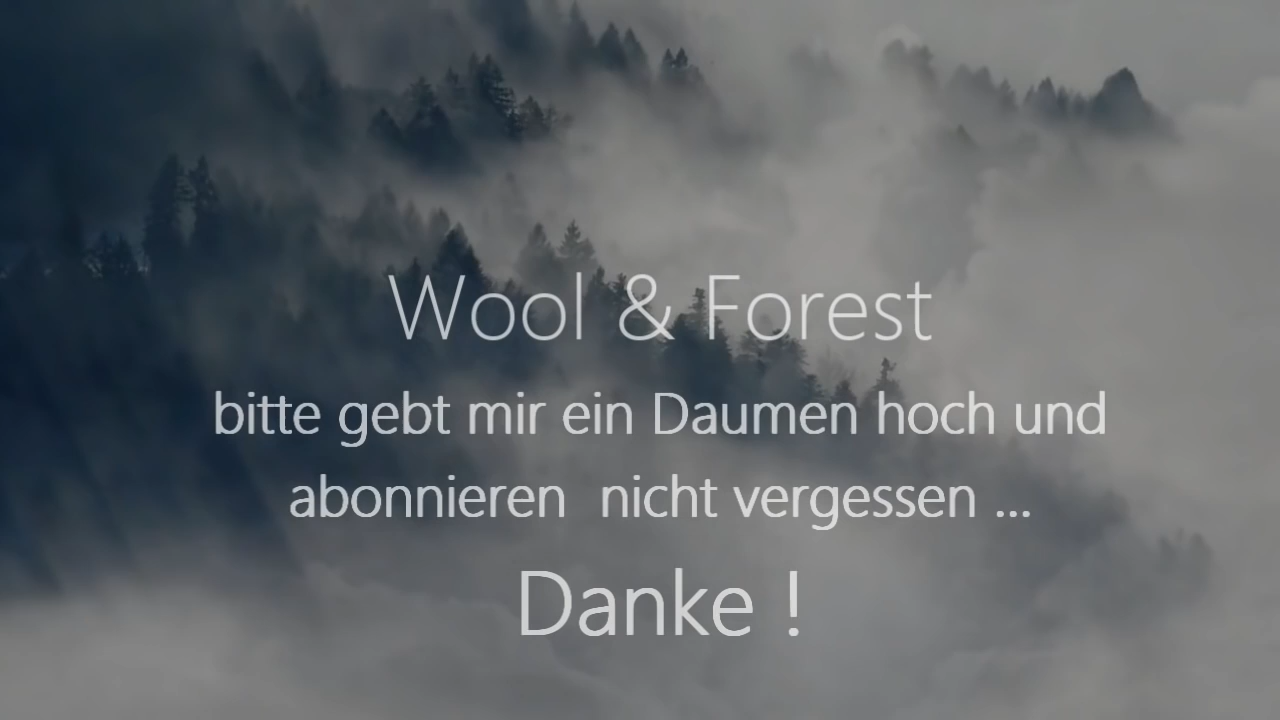 Wool & Forest
bitte gebt mir ein Daumen hoch und
abonnieren nicht vergessen ...
Danke !